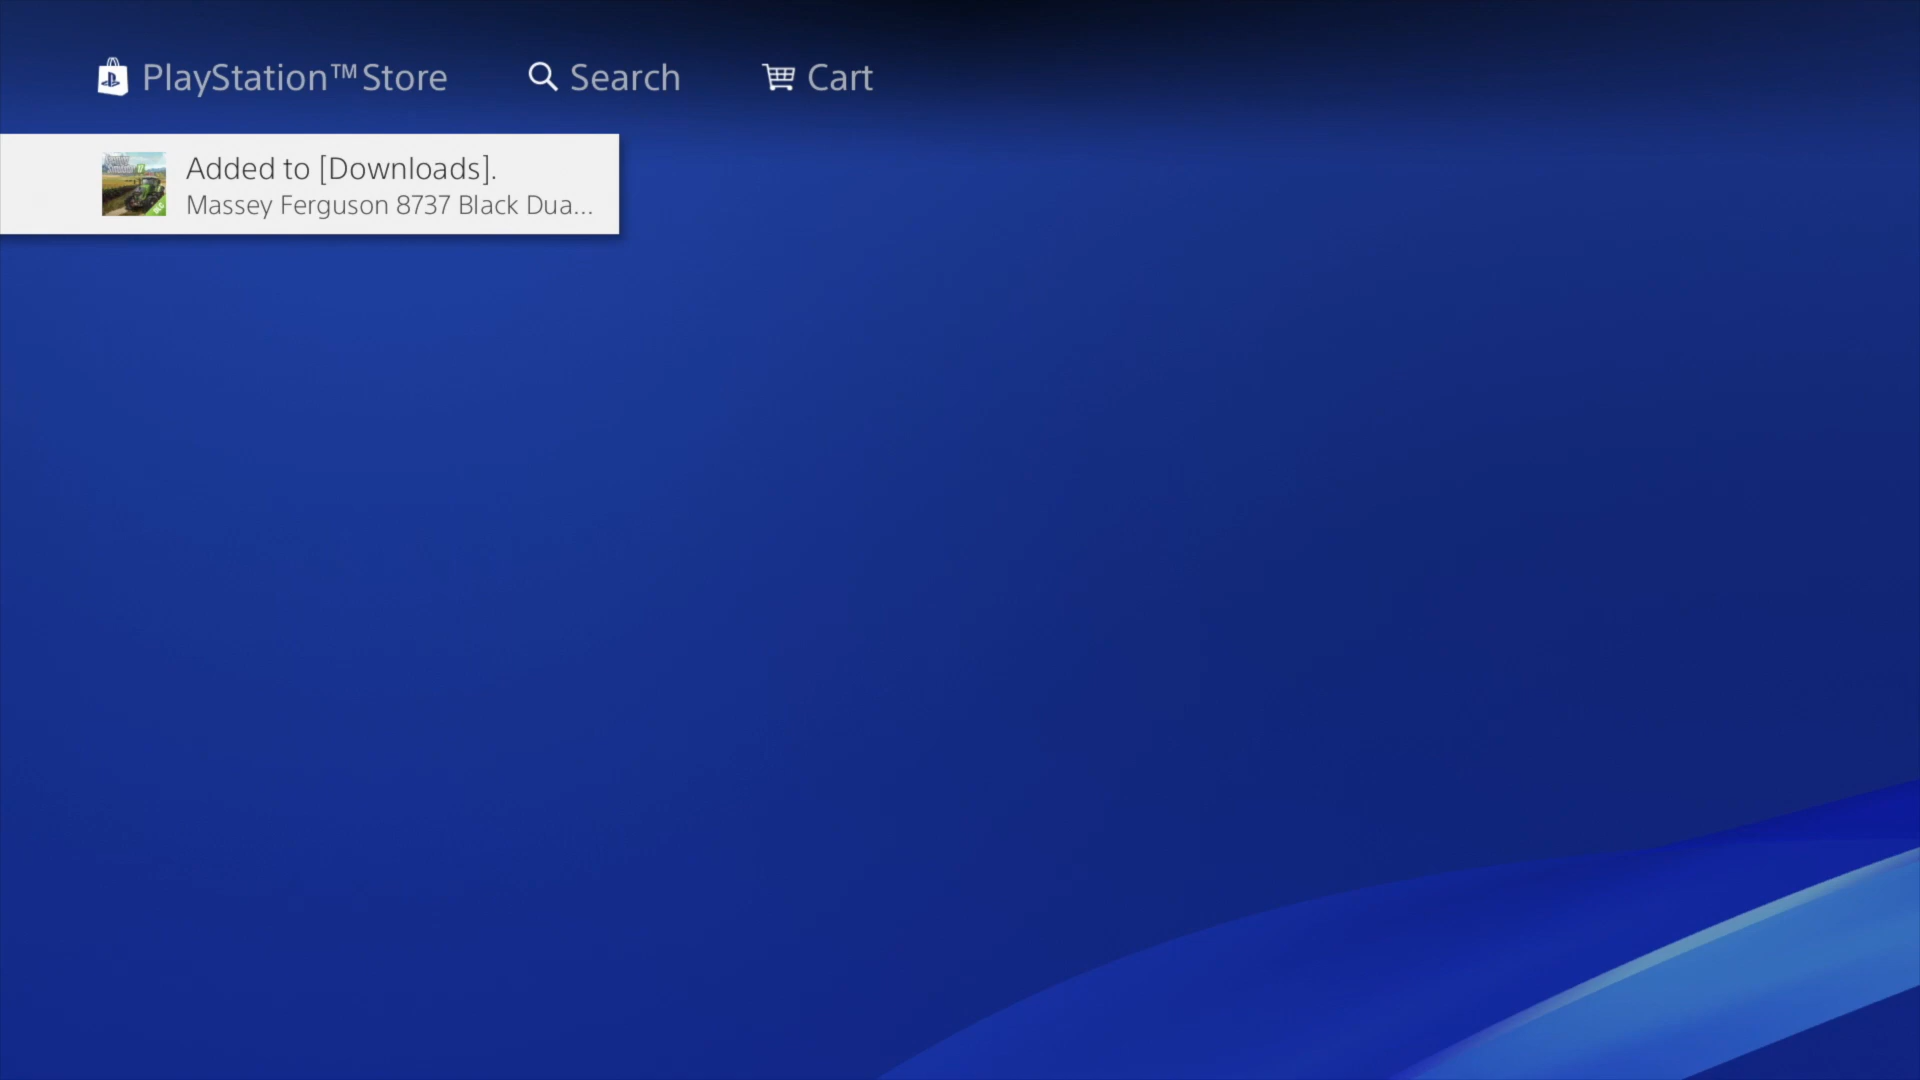 PlayStation™Store
Search
Cart
Added to [Downloads].
Massey Ferguson 8737 Black Dua...